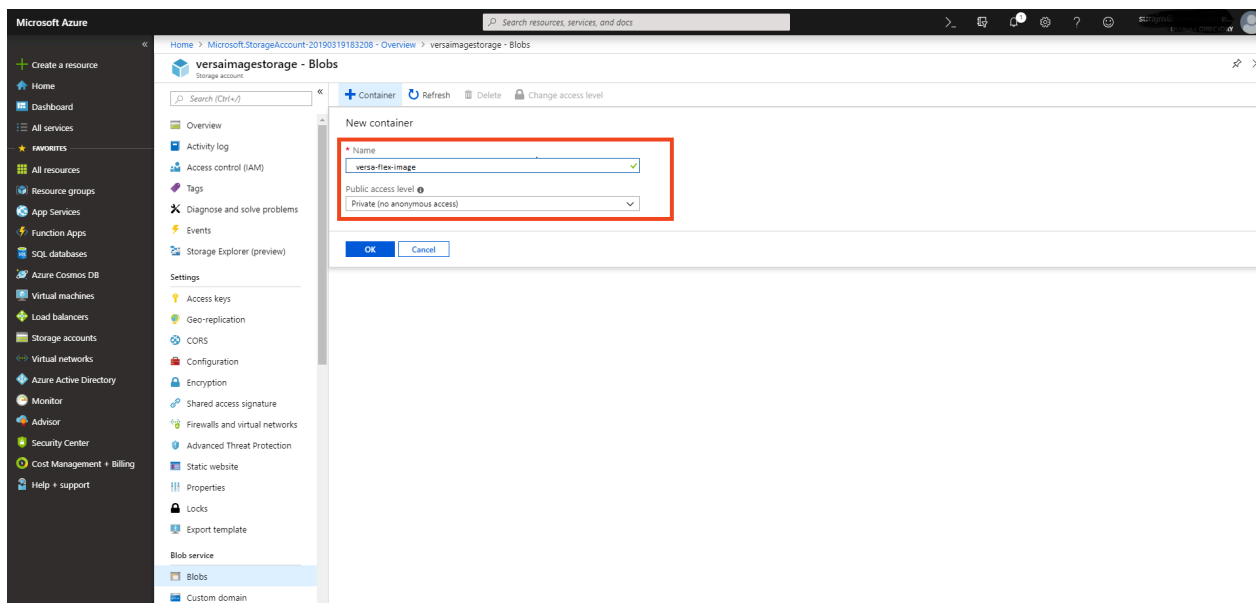 Microsoft Azure
Search resources, services, and docs
Create a resource
Home
Dashboard
All services
FAVORITES
All resources
Resource groups
App Services
Function Apps
SQL databases
Azure Cosmos DB
Virtual machines
Load balancers
Storage accounts
Virtual networks
Azure Active Directory
Monitor
Advisor
Security Center
Cost Management + Billing
Help + support
Home > Microsoft.StorageAccount-20190319183208 - Overview > versaimagestorage - Blobs
versaimagestorage - Blobs
Storage account
Search (Ctrl+/)
Overview
Activity log
Access control (IAM)
Tags
Diagnose and solve problems
Events
Storage Explorer (preview)
Settings
Access keys
Geo-replication
CORS
Configuration
Encryption
Shared access signature
Firewalls and virtual networks
Advanced Threat Protection
Static website
Properties
Locks
Export template
Blob service
Blobs
Custom domain
Container Refresh Delete Change access level
New container
* Name
versa-flex-image
Public access level
Private (no anonymous access)
OK Cancel